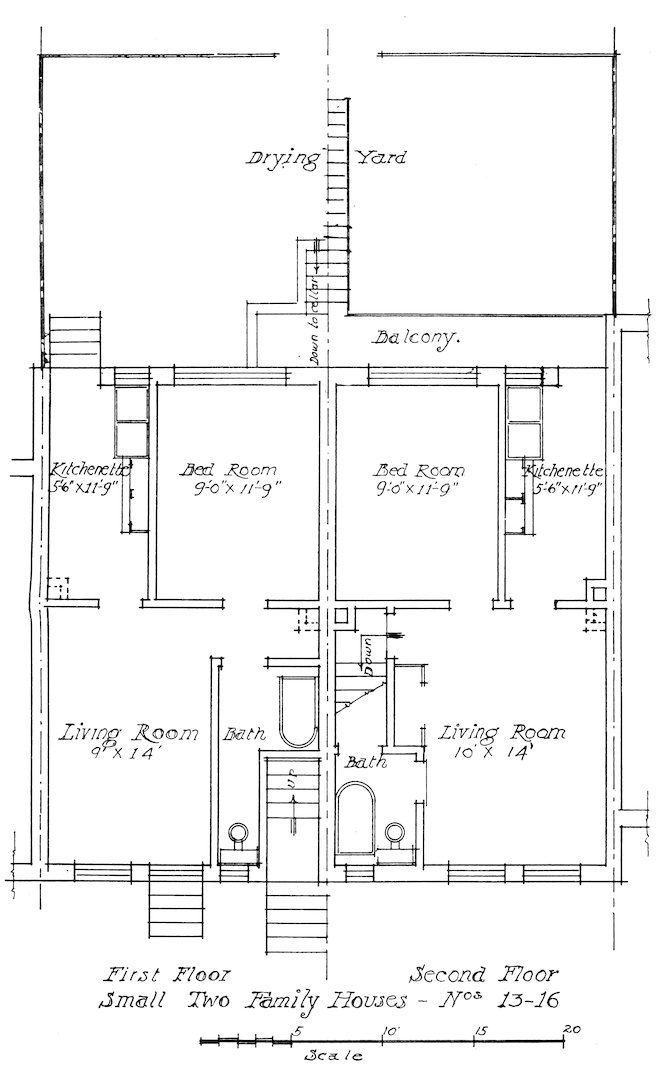 Drying Yard
Down to cellar
Balcony.
Kitchenette
5'-6" X 11'-9"
Bed Room
9'-0" X 11'-9"
Bed Room
9'-0" X 11'-9"
Kitchenette
5'-6" X 11'-9"
Down
Living Room
9' X 14'
Bath
Living Room
10' X 14'
Bath
UP
First Floor
Second Floor
Small Two Family Houses - Nos 13-16
5 10' 15 20
Scale